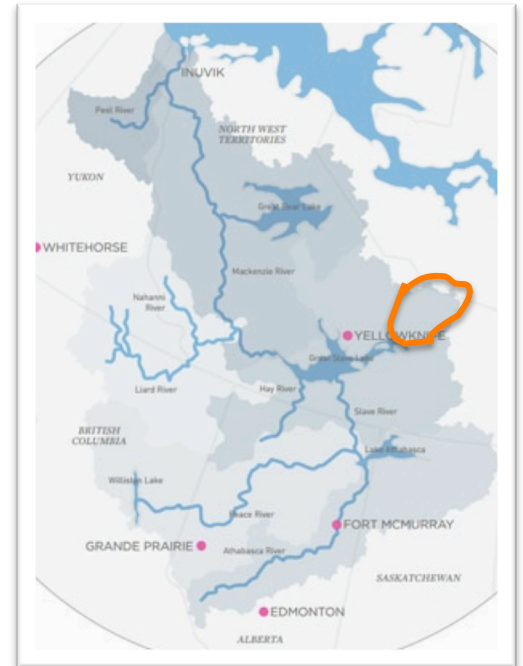 INUVIK
Peel River
NORTH WEST
TERRITORIES
YUKON
Great Bear Lake
WHITEHORSE
Mackenzie River
Nahanni
River
YELLOWKNIFE
Great Slave Lake
Liard River
Hay River
Slave River
BRITISH
COLUMBIA
Lake Athabasca
Williston Lake
Peace River
FORT MCMURRAY
GRANDE PRAIRIE
Athabasca River
SASKATCHEWAN
EDMONTON
ALBERTA